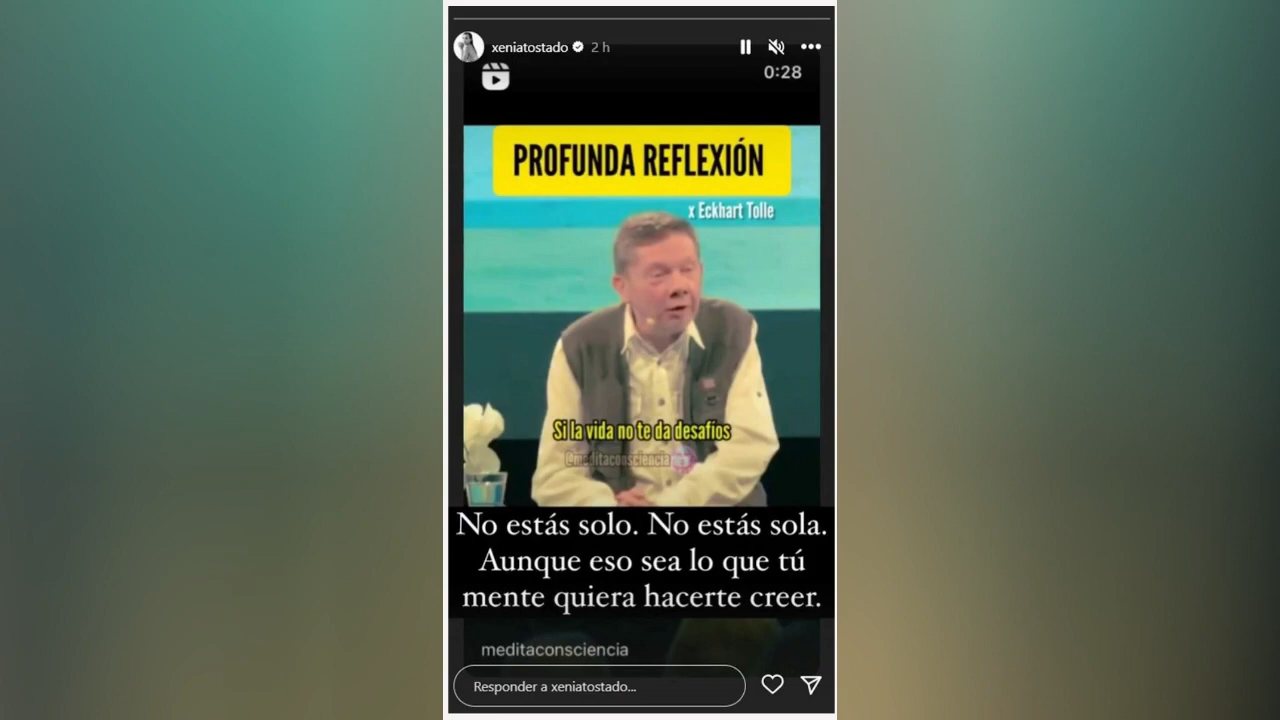 xeniatostado 2 h
0:28
PROFUNDA REFLEXIÓN
x Eckhart Tolle
Si la vida no te da desafíos
@meditaconsciencia
No estás solo. No estás sola.
Aunque eso sea lo que tú
mente quiera hacerte creer.
meditaconsciencia
Responder a xeniatostado...